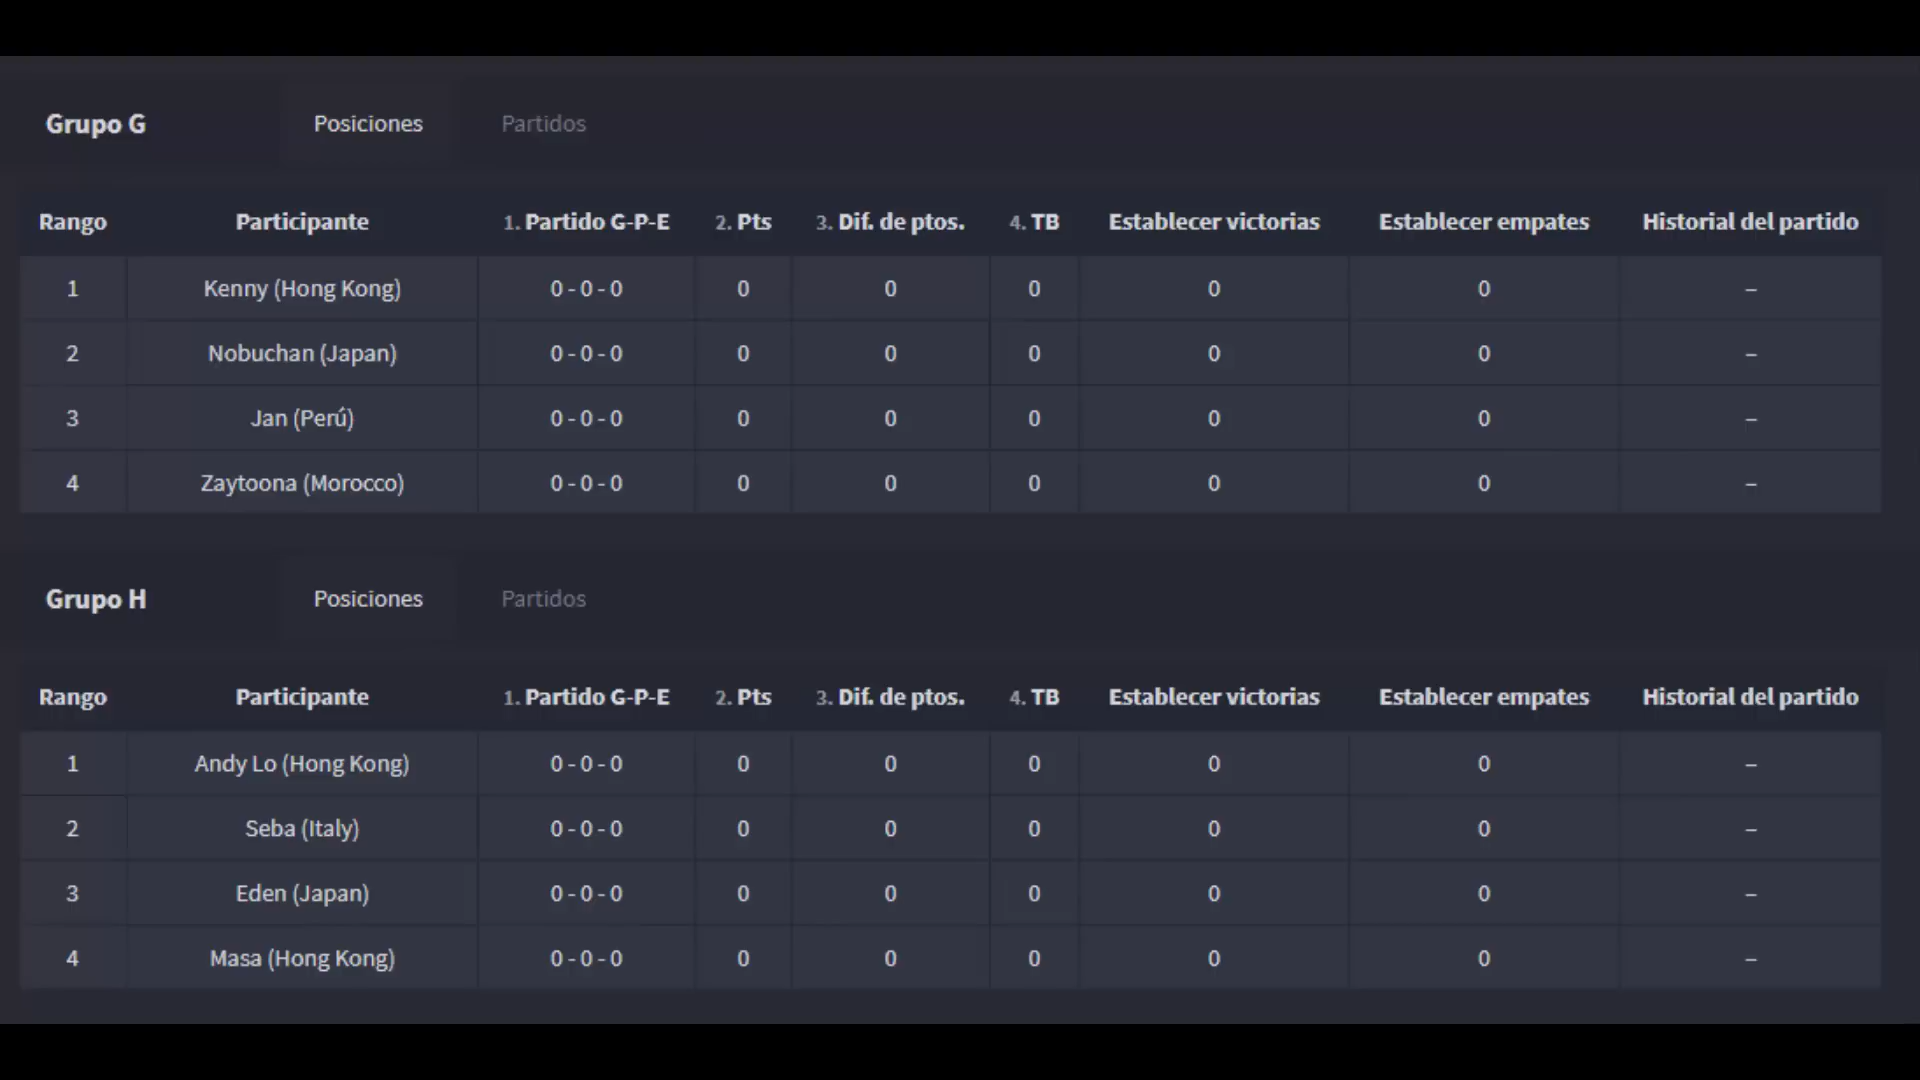 Grupo G Posiciones Partidos
Rango Participante 1. Partido G-P-E 2. Pts 3. Dif. de ptos. 4. TB Establecer victorias Establecer empates Historial del partido
1 Kenny (Hong Kong) 0 - 0 - 0 0 0 0 0 0 –
2 Nobuchan (Japan) 0 - 0 - 0 0 0 0 0 0 –
3 Jan (Perú) 0 - 0 - 0 0 0 0 0 0 –
4 Zaytoona (Morocco) 0 - 0 - 0 0 0 0 0 0 –
Grupo H Posiciones Partidos
Rango Participante 1. Partido G-P-E 2. Pts 3. Dif. de ptos. 4. TB Establecer victorias Establecer empates Historial del partido
1 Andy Lo (Hong Kong) 0 - 0 - 0 0 0 0 0 0 –
2 Seba (Italy) 0 - 0 - 0 0 0 0 0 0 –
3 Eden (Japan) 0 - 0 - 0 0 0 0 0 0 –
4 Masa (Hong Kong) 0 - 0 - 0 0 0 0 0 0 –